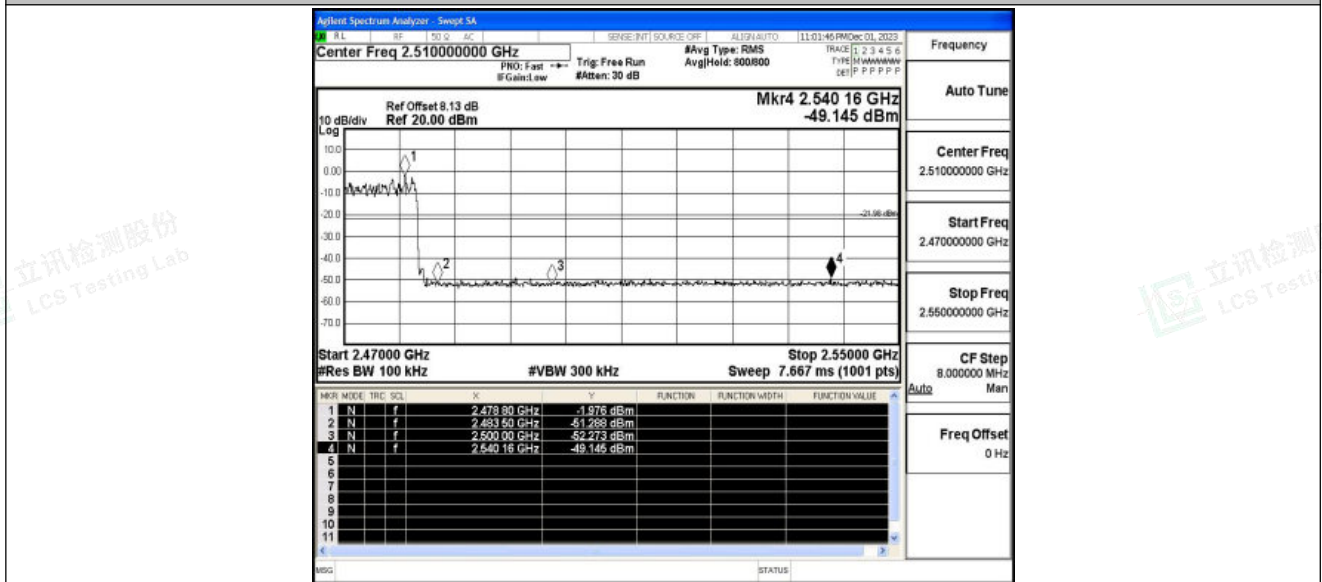 Agilent Spectrum Analyzer - Swept SA
RL RF 50 Ω AC SENSE:INT SOURCE OFF ALIGNAUTO 11:01:46 PM Dec 01, 2023
Center Freq 2.510000000 GHz
PNO: Fast
IFGain:Low
Trig: Free Run
#Atten: 30 dB
#Avg Type: RMS
Avg|Hold: 800/800
TRACE 1 2 3 4 5 6
TYPE M WWWWW
DET P P P P P P
Ref Offset 8.13 dB
10 dB/div Ref 20.00 dBm
Log
Mkr4 2.540 16 GHz
-49.145 dBm
10.0
0.00
-10.0
-20.0
-30.0
-40.0
-50.0
-60.0
-70.0
1
2
3
4
-21.98 dBm
Start 2.47000 GHz Stop 2.55000 GHz
#Res BW 100 kHz #VBW 300 kHz Sweep 7.667 ms (1001 pts)
MKR MODE TRC SCL X Y FUNCTION FUNCTION WIDTH FUNCTION VALUE
1 N f 2.478 80 GHz -1.976 dBm
2 N f 2.483 50 GHz -51.288 dBm
3 N f 2.500 00 GHz -52.273 dBm
4 N f 2.540 16 GHz -49.145 dBm
5
6
7
8
9
10
11
MSG STATUS
Frequency
Auto Tune
Center Freq
2.510000000 GHz
Start Freq
2.470000000 GHz
Stop Freq
2.550000000 GHz
CF Step
8.000000 MHz
Auto Man
Freq Offset
0 Hz
立讯检测股份
LCS Testing Lab
立讯检测
LCS Testi